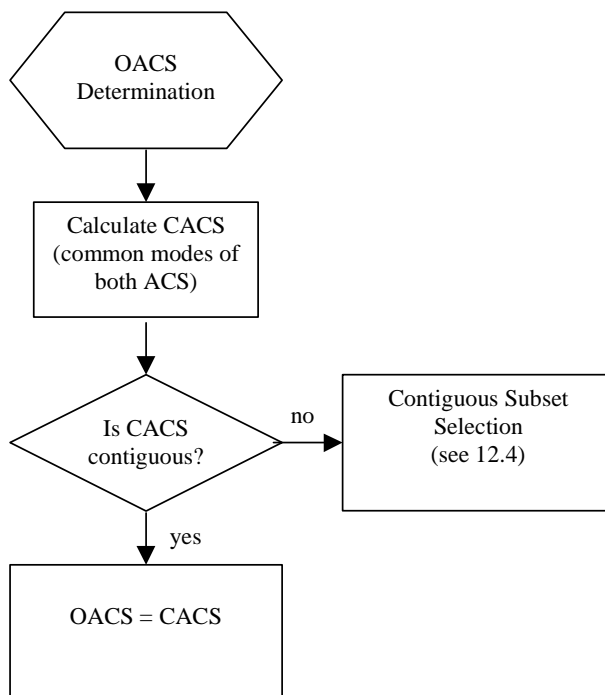 OACS
Determination
Calculate CACS
(common modes of
both ACS)
Is CACS
contiguous?
no
Contiguous Subset
Selection
(see 12.4)
yes
OACS = CACS